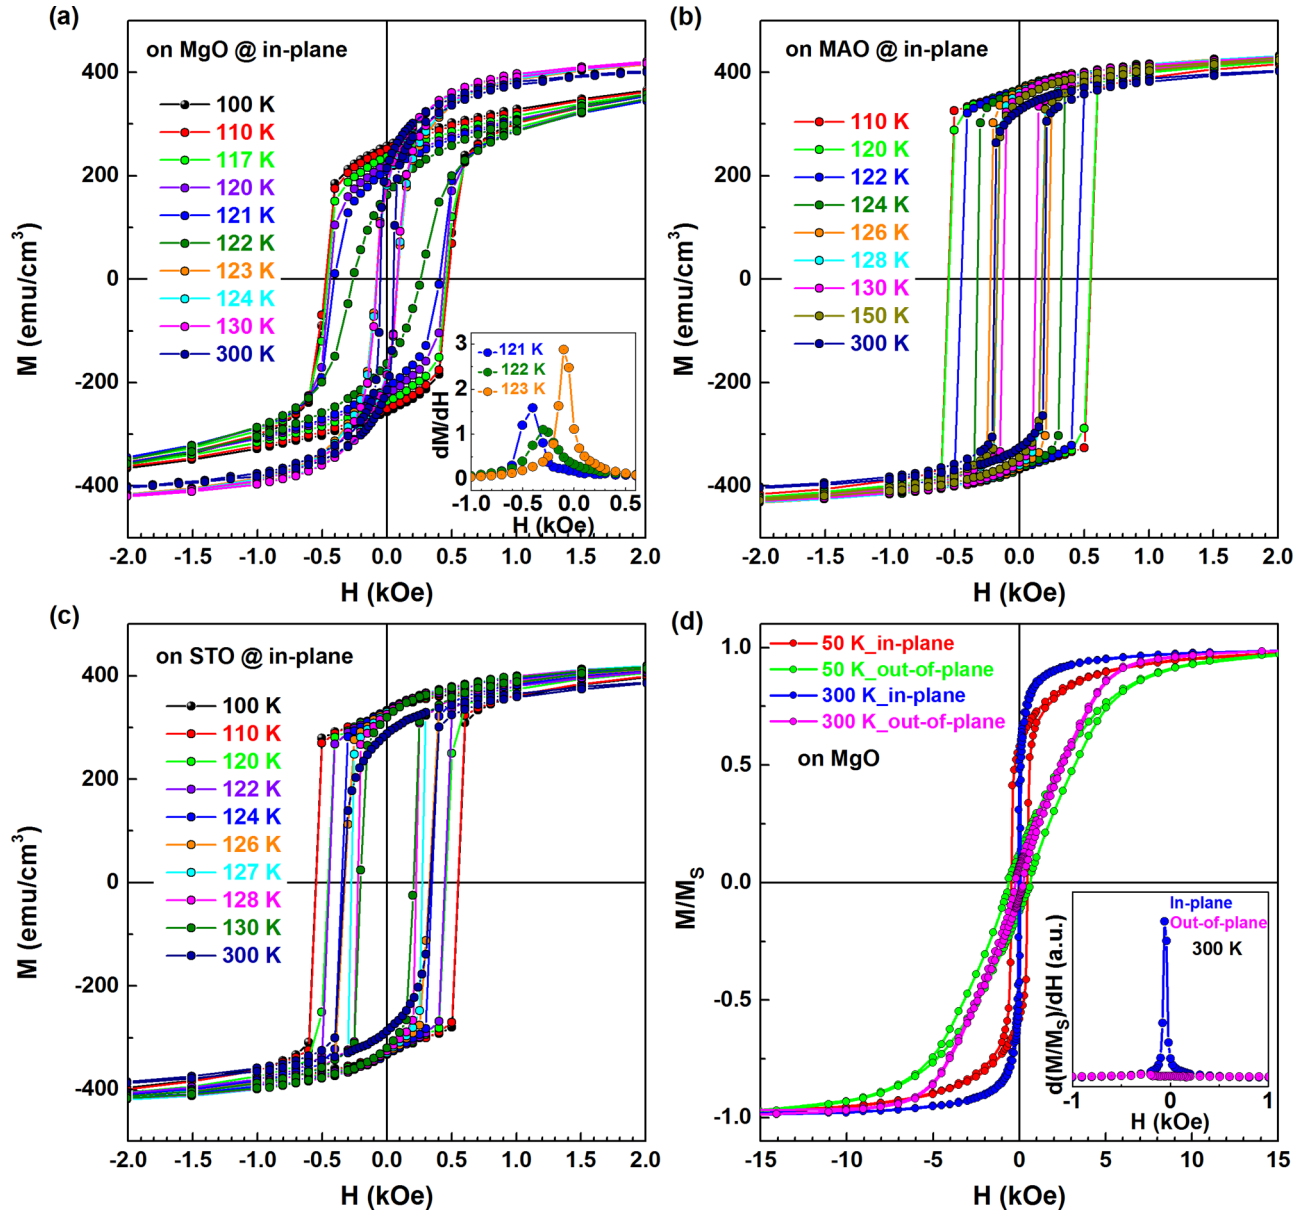 (a)
on MgO @ in-plane
100 K
110 K
117 K
120 K
121 K
122 K
123 K
124 K
130 K
300 K
M (emu/cm³)
400
200
0
-200
-400
-2.0 -1.5 -1.0 -0.5 0.0 0.5 1.0 1.5 2.0
H (kOe)
121 K
122 K
123 K
dM/dH
3
2
1
0
-1.0 -0.5 0.0 0.5
H (kOe)
(b)
on MAO @ in-plane
110 K
120 K
122 K
124 K
126 K
128 K
130 K
150 K
300 K
M (emu/cm³)
400
200
0
-200
-400
-2.0 -1.5 -1.0 -0.5 0.0 0.5 1.0 1.5 2.0
H (kOe)
(c)
on STO @ in-plane
100 K
110 K
120 K
122 K
124 K
126 K
127 K
128 K
130 K
300 K
M (emu/cm³)
400
200
0
-200
-400
-2.0 -1.5 -1.0 -0.5 0.0 0.5 1.0 1.5 2.0
H (kOe)
(d)
50 K_in-plane
50 K_out-of-plane
300 K_in-plane
300 K_out-of-plane
on MgO
M/M_S
1.0
0.5
0.0
-0.5
-1.0
-15 -10 -5 0 5 10 15
H (kOe)
In-plane
Out-of-plane
300 K
d(M/M_S)/dH (a.u.)
-1 0 1
H (kOe)